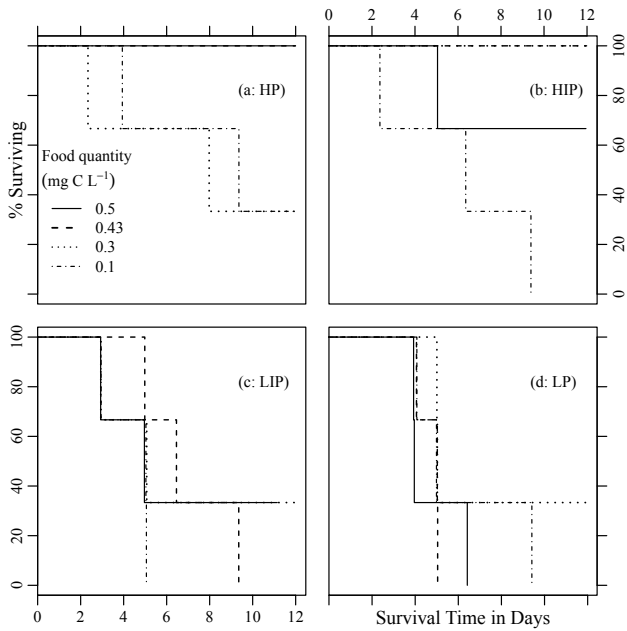 0 2 4 6 8 10 12
(a: HP)
(b: HIP)
% Surviving
Food quantity
(mg C L⁻¹)
0.5
0.43
0.3
0.1
0 20 40 60 80 100
(c: LIP)
(d: LP)
0 20 40 60 80 100
0 2 4 6 8 10 12
Survival Time in Days